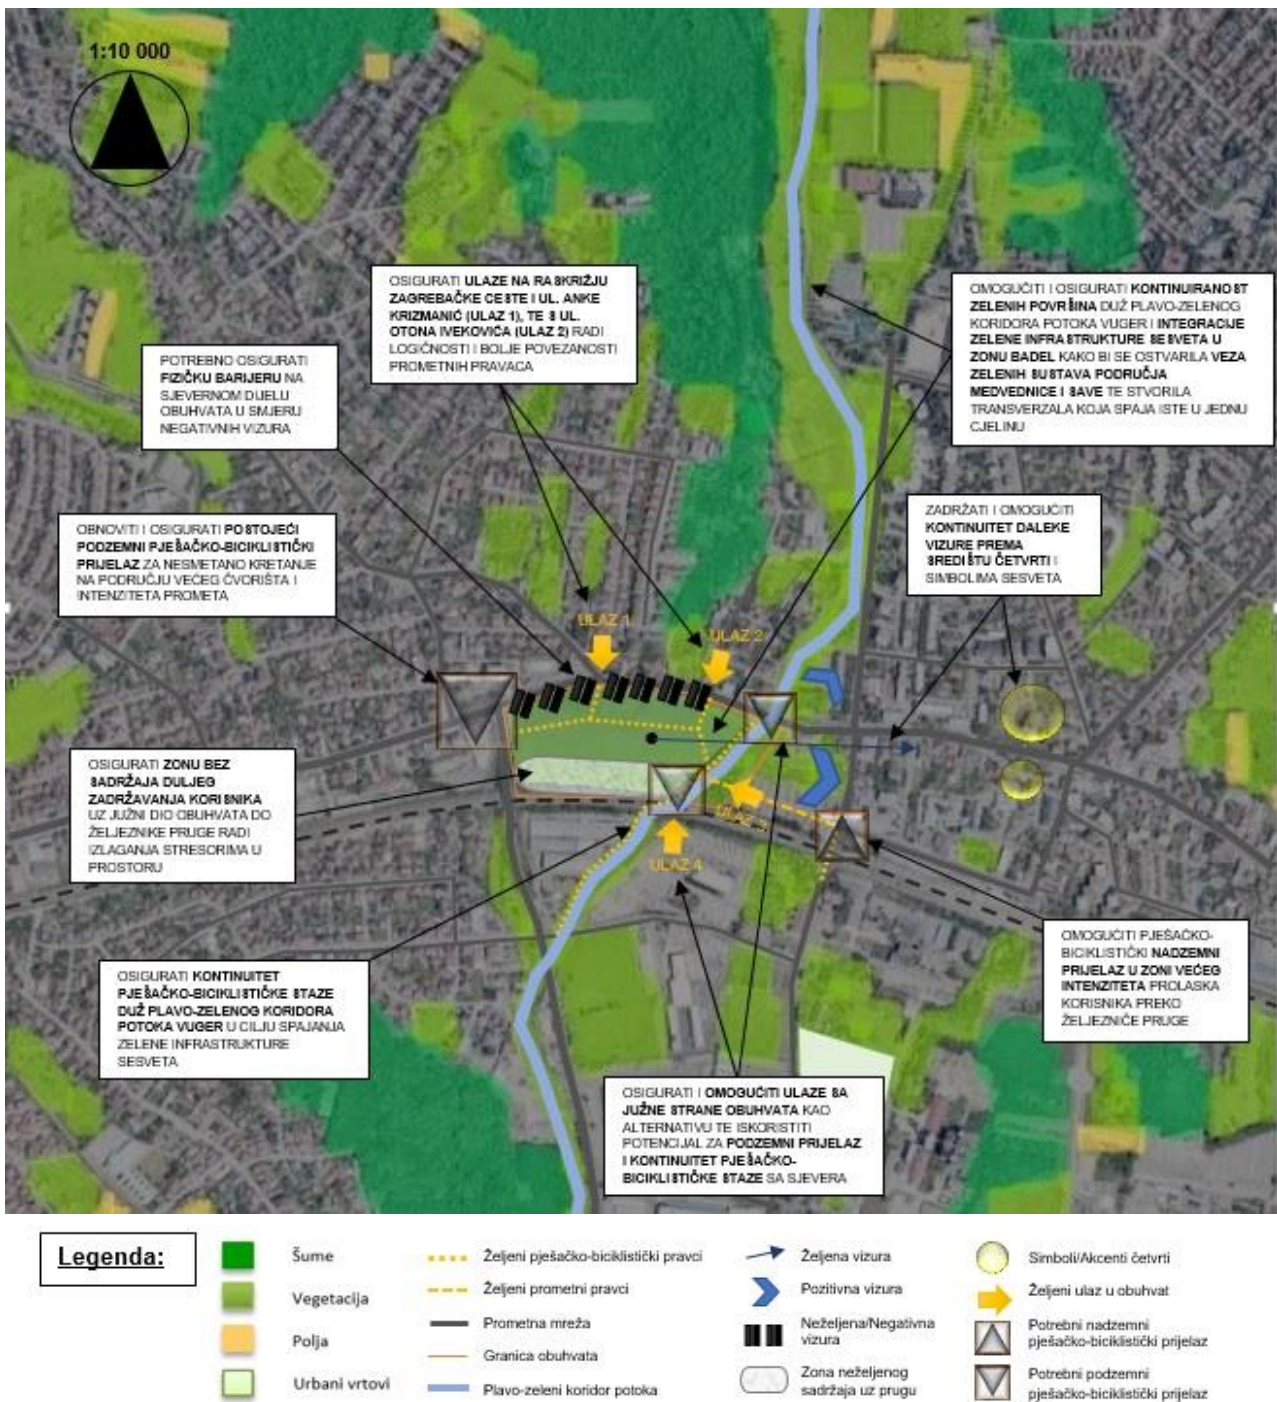 1:10 000
OSIGURATI ULAZE NA RASKRIŽJU
ZAGREBAČKE CESTE I UL. ANKE
KRIZMANIĆ (ULAZ 1), TE S UL.
OTONA IVEKOVIĆA (ULAZ 2) RADI
LOGIČNOSTI I BOLJE POVEZANOSTI
PROMETNIH PRAVACA
OMOGUĆITI I OSIGURATI KONTINUIRANOST
ZELENIH POVRŠINA DUŽ PLAVO-ZELENOG
KORIDORA POTOKA VUGER I INTEGRACIJE
ZELENE INFRASTRUKTURE SESVETA U
ZONU BADEL KAKO BI SE OSTVARILA VEZA
ZELENIH SUSTAVA PODRUČJA
MEDVEDNICE I SAVE TE STVORILA
TRANSVERZALA KOJA SPAJA ISTE U JEDNU
CJELINU
POTREBNO OSIGURATI
FIZIČKU BARIJERU NA
SJEVERNOM DIJELU
OBUHVATA U SMJERU
NEGATIVNIH VIZURA
OBNOVITI I OSIGURATI POSTOJEĆI
PODZEMNI PJEŠAČKO-BICIKLISTIČKI
PRIJELAZ ZA NESMETANO KRETANJE
NA PODRUČJU VEĆEG ČVORIŠTA I
INTENZITETA PROMETA
ZADRŽATI I OMOGUĆITI
KONTINUITET DALEKE
VIZURE PREMA
SREDIŠTU ČETVRTI I
SIMBOLIMA SESVETA
ULAZ 1
ULAZ 2
OSIGURATI ZONU BEZ
SADRŽAJA DULJEG
ZADRŽAVANJA KORISNIKA
UZ JUŽNI DIO OBUHVATA DO
ŽELJEZNIKE PRUGE RADI
IZLAGANJA STRESORIMA U
PROSTORU
ULAZ 3
ULAZ 4
OMOGUĆITI PJEŠAČKO-
BICIKLISTIČKI NADZEMNI
PRIJELAZ U ZONI VEĆEG
INTENZITETA PROLASKA
KORISNIKA PREKO
ŽELJEZNIČE PRUGE
OSIGURATI KONTINUITET
PJEŠAČKO-BICIKLISTIČKE STAZE
DUŽ PLAVO-ZELENOG KORIDORA
POTOKA VUGER U CILJU SPAJANJA
ZELENE INFRASTRUKTURE
SESVETA
OSIGURATI I OMOGUĆITI ULAZE SA
JUŽNE STRANE OBUHVATA KAO
ALTERNATIVU TE ISKORISTITI
POTENCIJAL ZA PODZEMNI PRIJELAZ
I KONTINUITET PJEŠAČKO-
BICIKLISTIČKE STAZE SA SJEVERA
Legenda:
Šume
Vegetacija
Polja
Urbani vrtovi
Željeni pješačko-biciklistički pravci
Željeni prometni pravci
Prometna mreža
Granica obuhvata
Plavo-zeleni koridor potoka
Željena vizura
Pozitivna vizura
Neželjena/Negativna
vizura
Zona neželjenog
sadržaja uz prugu
Simboli/Akcenti četvrti
Željeni ulaz u obuhvat
Potrebni nadzemni
pješačko-biciklistički prijelaz
Potrebni podzemni
pješačko-biciklistički prijelaz